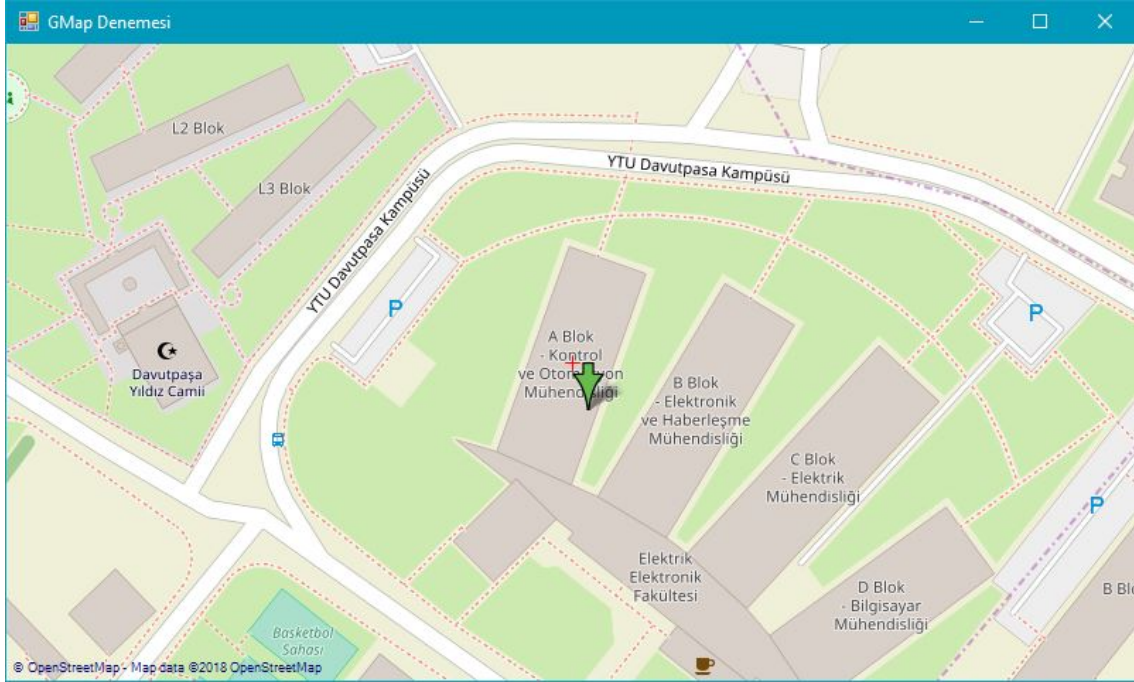 GMap Denemesi
L2 Blok
L3 Blok
YTU Davutpasa Kampüsü
YTU Davutpasa Kampüsü
P
P
A Blok
- Kontrol
ve Otomasyon
Mühendisliği
Davutpaşa
Yıldız Camii
B Blok
- Elektronik
ve Haberleşme
Mühendisliği
C Blok
- Elektrik
Mühendisliği
P
Elektrik
Elektronik
Fakültesi
D Blok
- Bilgisayar
Mühendisliği
B Blo
Basketbol
Sahası
© OpenStreetMap - Map data ©2018 OpenStreetMap